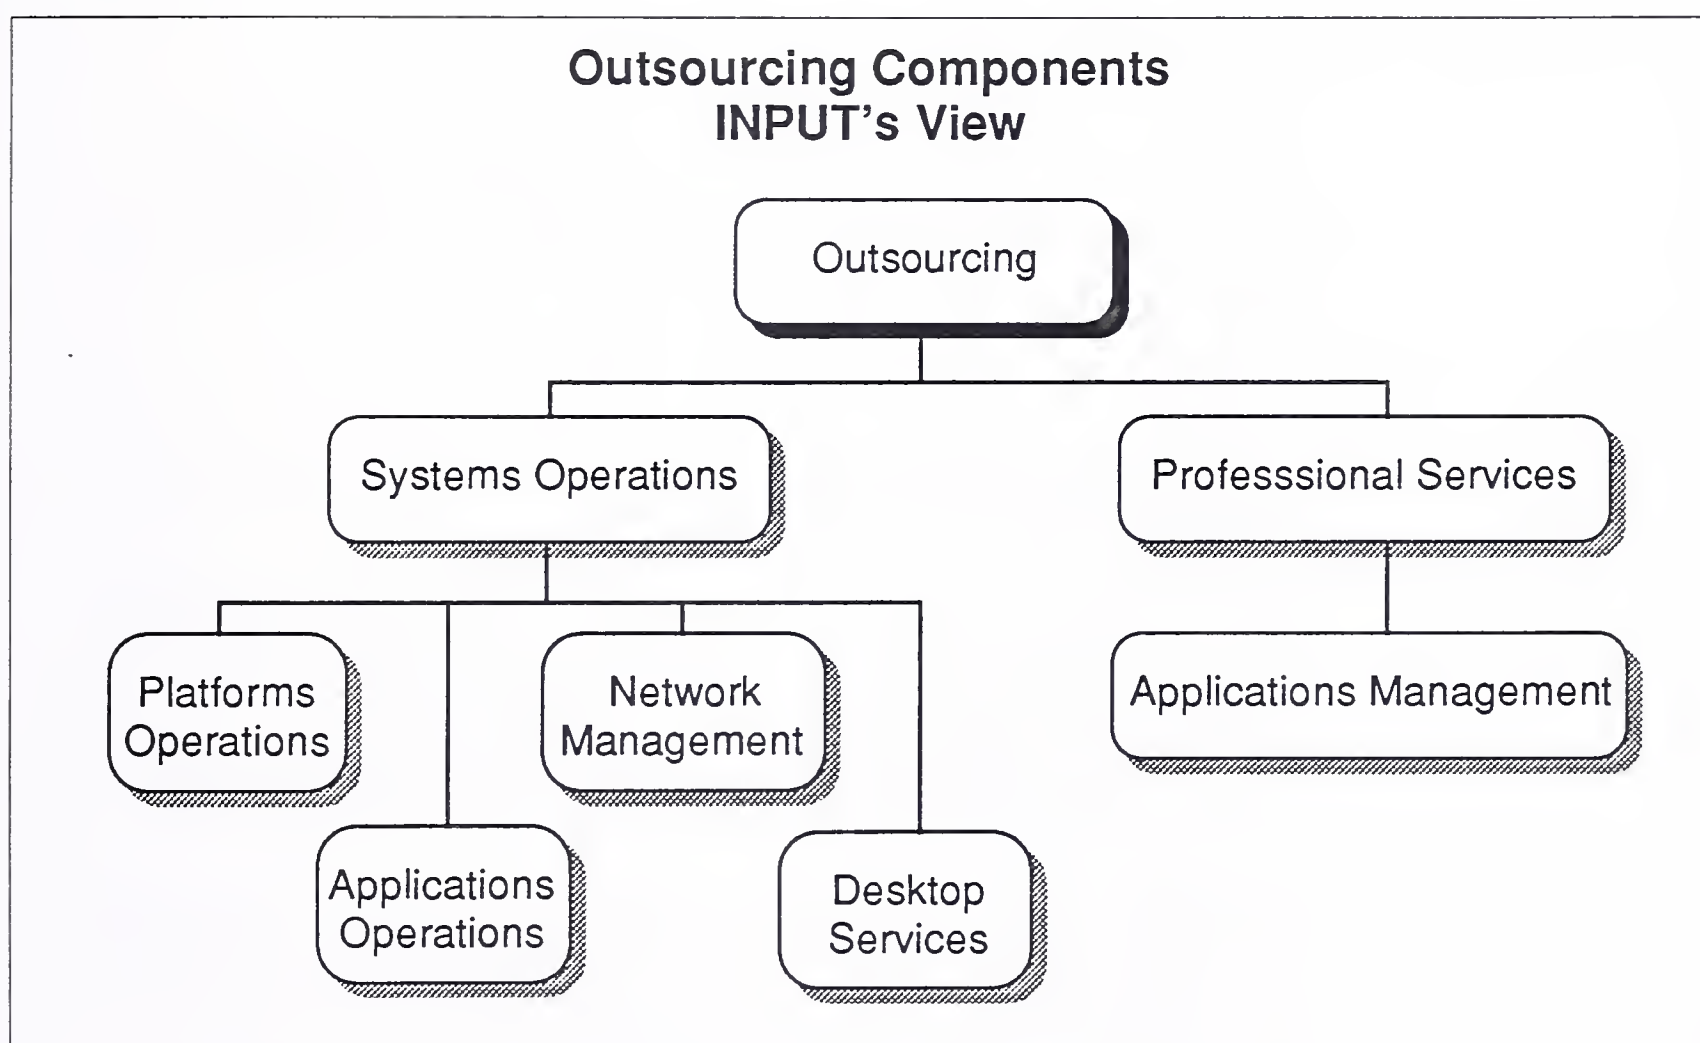 Outsourcing Components
INPUT's View
Outsourcing
Systems Operations
Professsional Services
Platforms
Operations
Network
Management
Applications Management
Applications
Operations
Desktop
Services